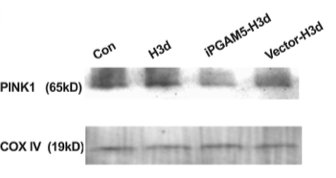 Con H3d iPGAM5-H3d Vector-H3d
PINK1 (65kD)
COX IV (19kD)